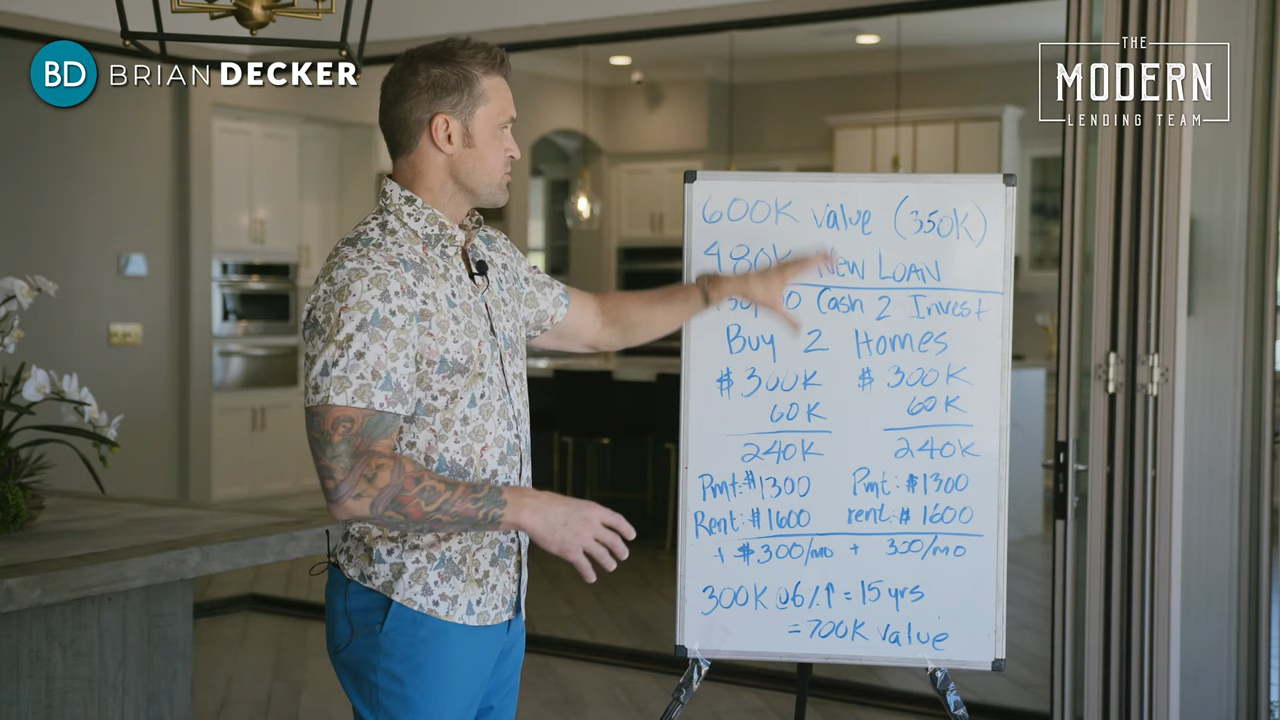 BD BRIAN DECKER
THE
MODERN
LENDING TEAM
600K value (350K)
480K New LOAN
Cash 2 Invest
Buy 2 Homes
$300K $300K
60K 60K
240K 240K
Pmt: $1300 Pmt: $1300
Rent: $1600 rent: $1600
+ $300/mo + 300/mo
300K @6%↑ = 15 yrs
= 700K value